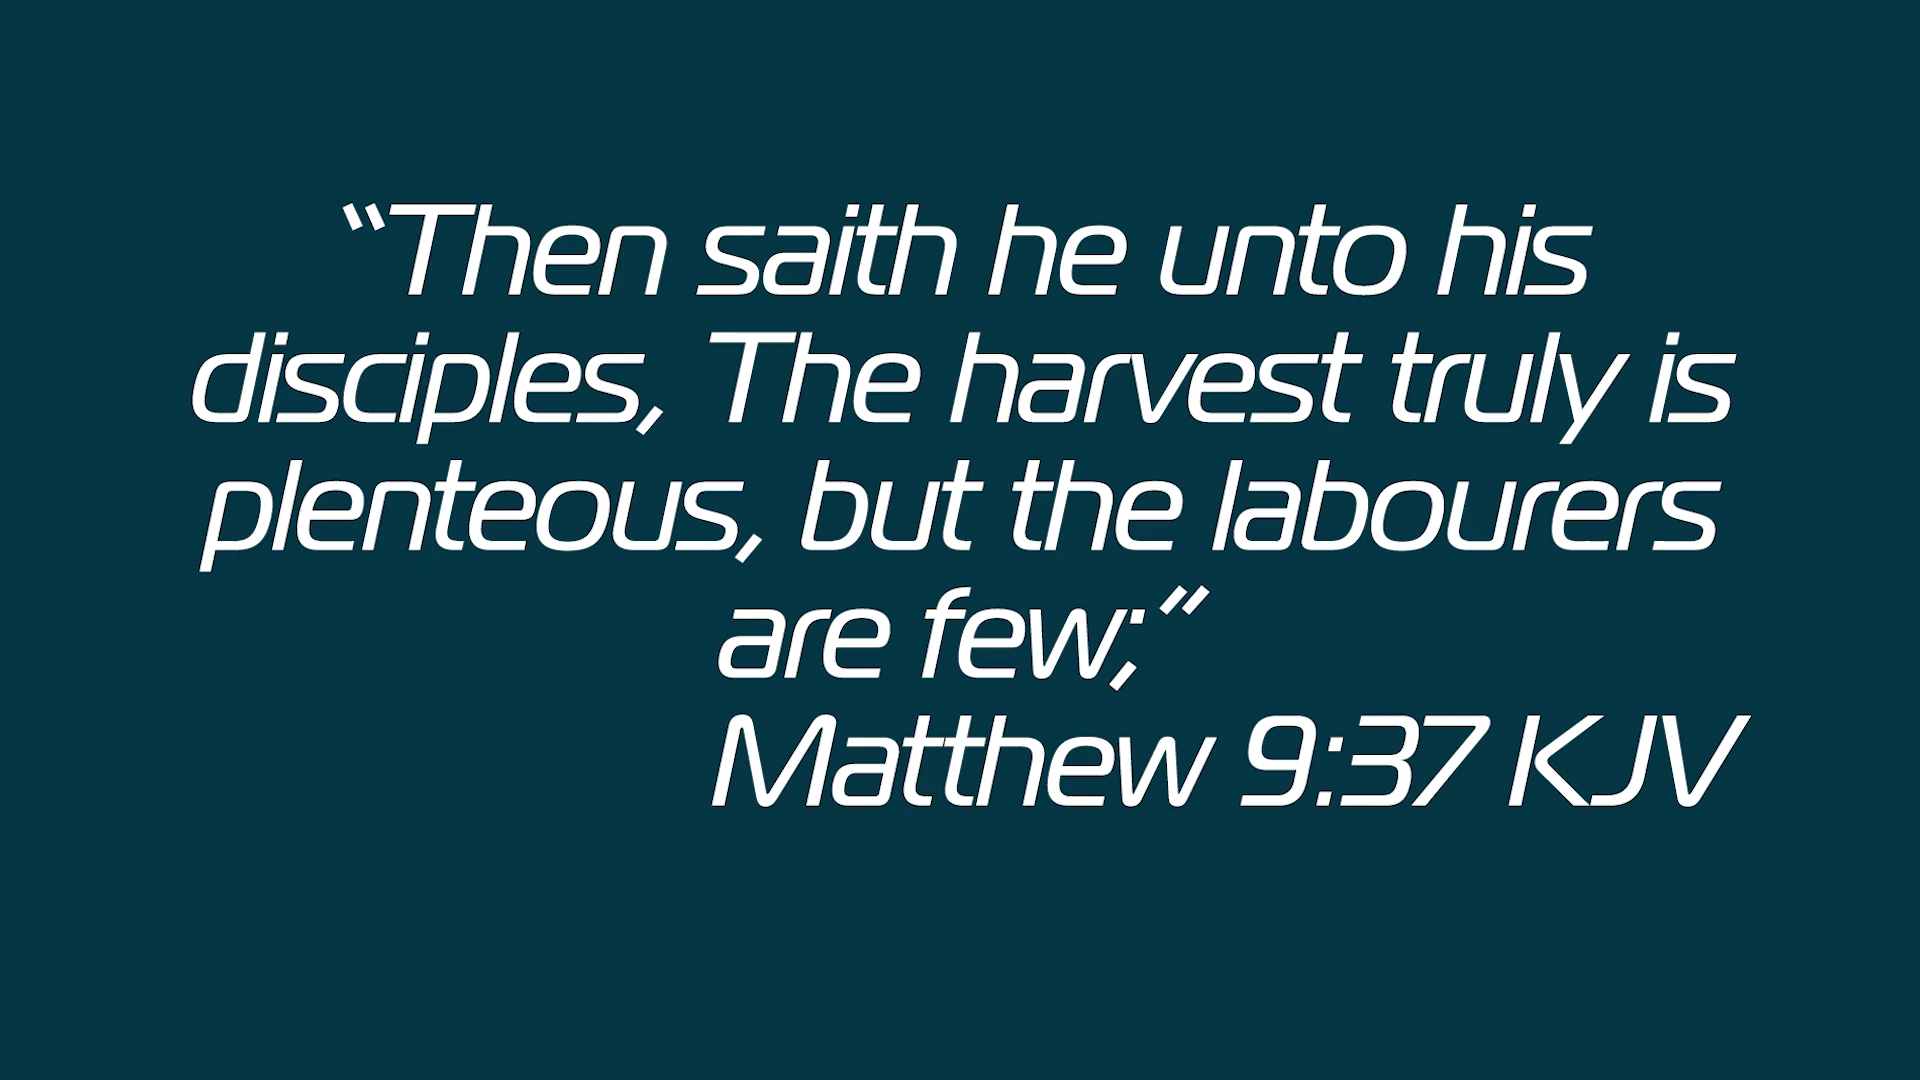 “Then saith he unto his
disciples, The harvest truly is
plenteous, but the labourers
are few;”
Matthew 9:37 KJV